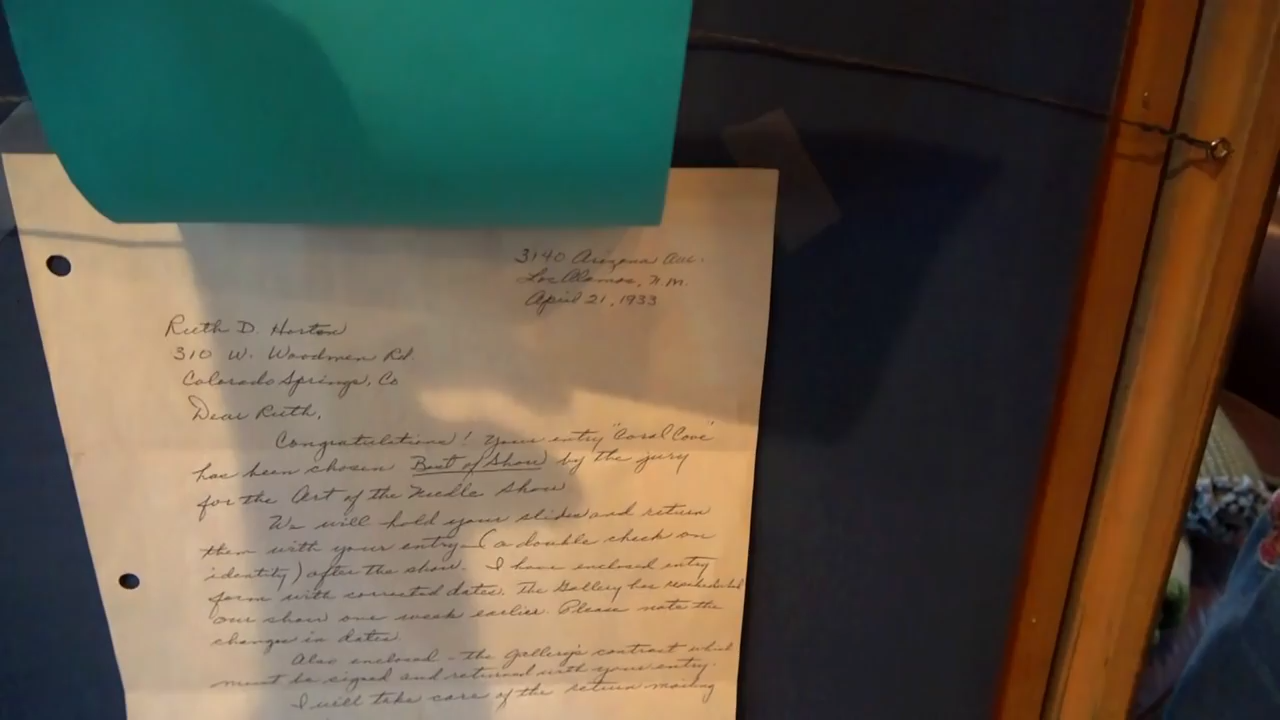 3140 Arizona Ave.
Los Alamos, N.M.
April 21, 1933
Ruth D. Horton
310 W. Woodmen Rd.
Colorado Springs, Co
Dear Ruth,
Congratulations! Your entry "Coral Cove"
has been chosen Best of Show by the jury
for the Art of the Needle Show
We will hold your slides and return
them with your entry (a double check on
identity) after the show. I have enclosed entry
form with corrected dates. The Gallery has rescheduled
our show one week earlier. Please note the
changes in dates.
Also enclosed - the gallery's contract which
must be signed and returned with your entry.
I will take care of the return mailing